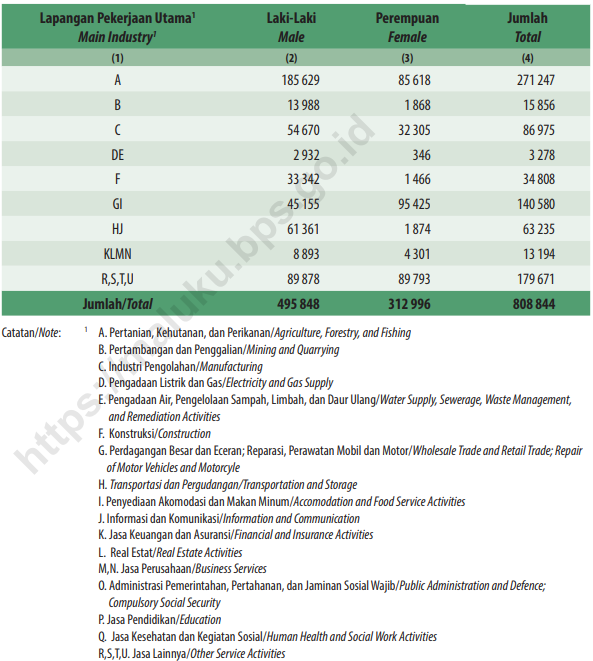 Lapangan Pekerjaan Utama¹ Laki-Laki Perempuan Jumlah
Main Industry¹ Male Female Total
(1) (2) (3) (4)
A 185 629 85 618 271 247
B 13 988 1 868 15 856
C 54 670 32 305 86 975
DE 2 932 346 3 278
F 33 342 1 466 34 808
GI 45 155 95 425 140 580
HJ 61 361 1 874 63 235
KLMN 8 893 4 301 13 194
R,S,T,U 89 878 89 793 179 671
Jumlah/Total 495 848 312 996 808 844
Catatan/Note: ¹ A. Pertanian, Kehutanan, dan Perikanan/Agriculture, Forestry, and Fishing
B. Pertambangan dan Penggalian/Mining and Quarrying
C. Industri Pengolahan/Manufacturing
D. Pengadaan Listrik dan Gas/Electricity and Gas Supply
E. Pengadaan Air, Pengelolaan Sampah, Limbah, dan Daur Ulang/Water Supply, Sewerage, Waste Management,
and Remediation Activities
F. Konstruksi/Construction
G. Perdagangan Besar dan Eceran; Reparasi, Perawatan Mobil dan Motor/Wholesale Trade and Retail Trade; Repair
of Motor Vehicles and Motorcyle
H. Transportasi dan Pergudangan/Transportation and Storage
I. Penyediaan Akomodasi dan Makan Minum/Accomodation and Food Service Activities
J. Informasi dan Komunikasi/Information and Communication
K. Jasa Keuangan dan Asuransi/Financial and Insurance Activities
L. Real Estat/Real Estate Activities
M,N. Jasa Perusahaan/Business Services
O. Administrasi Pemerintahan, Pertahanan, dan Jaminan Sosial Wajib/Public Administration and Defence;
Compulsory Social Security
P. Jasa Pendidikan/Education
Q. Jasa Kesehatan dan Kegiatan Sosial/Human Health and Social Work Activities
R,S,T,U. Jasa Lainnya/Other Service Activities
https://maluku.bps.go.id